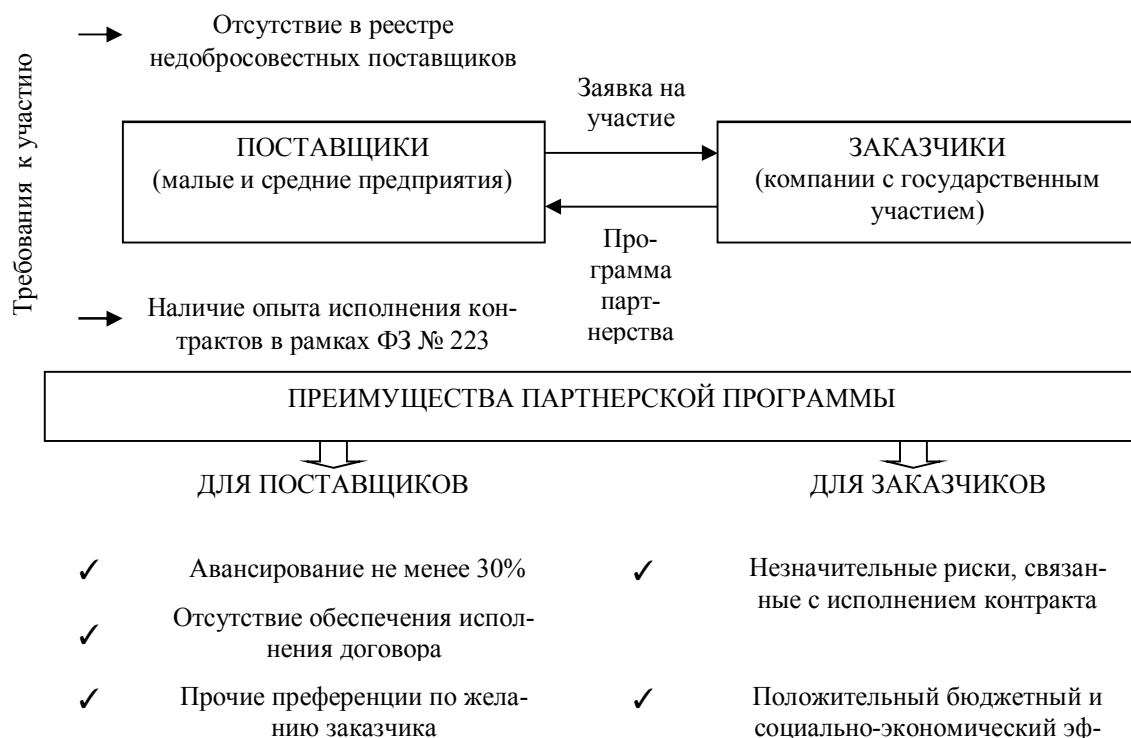 Требования к участию
Отсутствие в реестре
недобросовестных поставщиков
Заявка на
участие
ПОСТАВЩИКИ
(малые и средние предприятия)
ЗАКАЗЧИКИ
(компании с государственным
участием)
Про-
грамма
парт-
нерства
Наличие опыта исполнения кон-
трактов в рамках ФЗ № 223
ПРЕИМУЩЕСТВА ПАРТНЕРСКОЙ ПРОГРАММЫ
ДЛЯ ПОСТАВЩИКОВ
ДЛЯ ЗАКАЗЧИКОВ
✓ Авансирование не менее 30%
✓ Отсутствие обеспечения испол-
нения договора
✓ Прочие преференции по жела-
нию заказчика
✓ Незначительные риски, связан-
ные с исполнением контракта
✓ Положительный бюджетный и
социально-экономический эф-